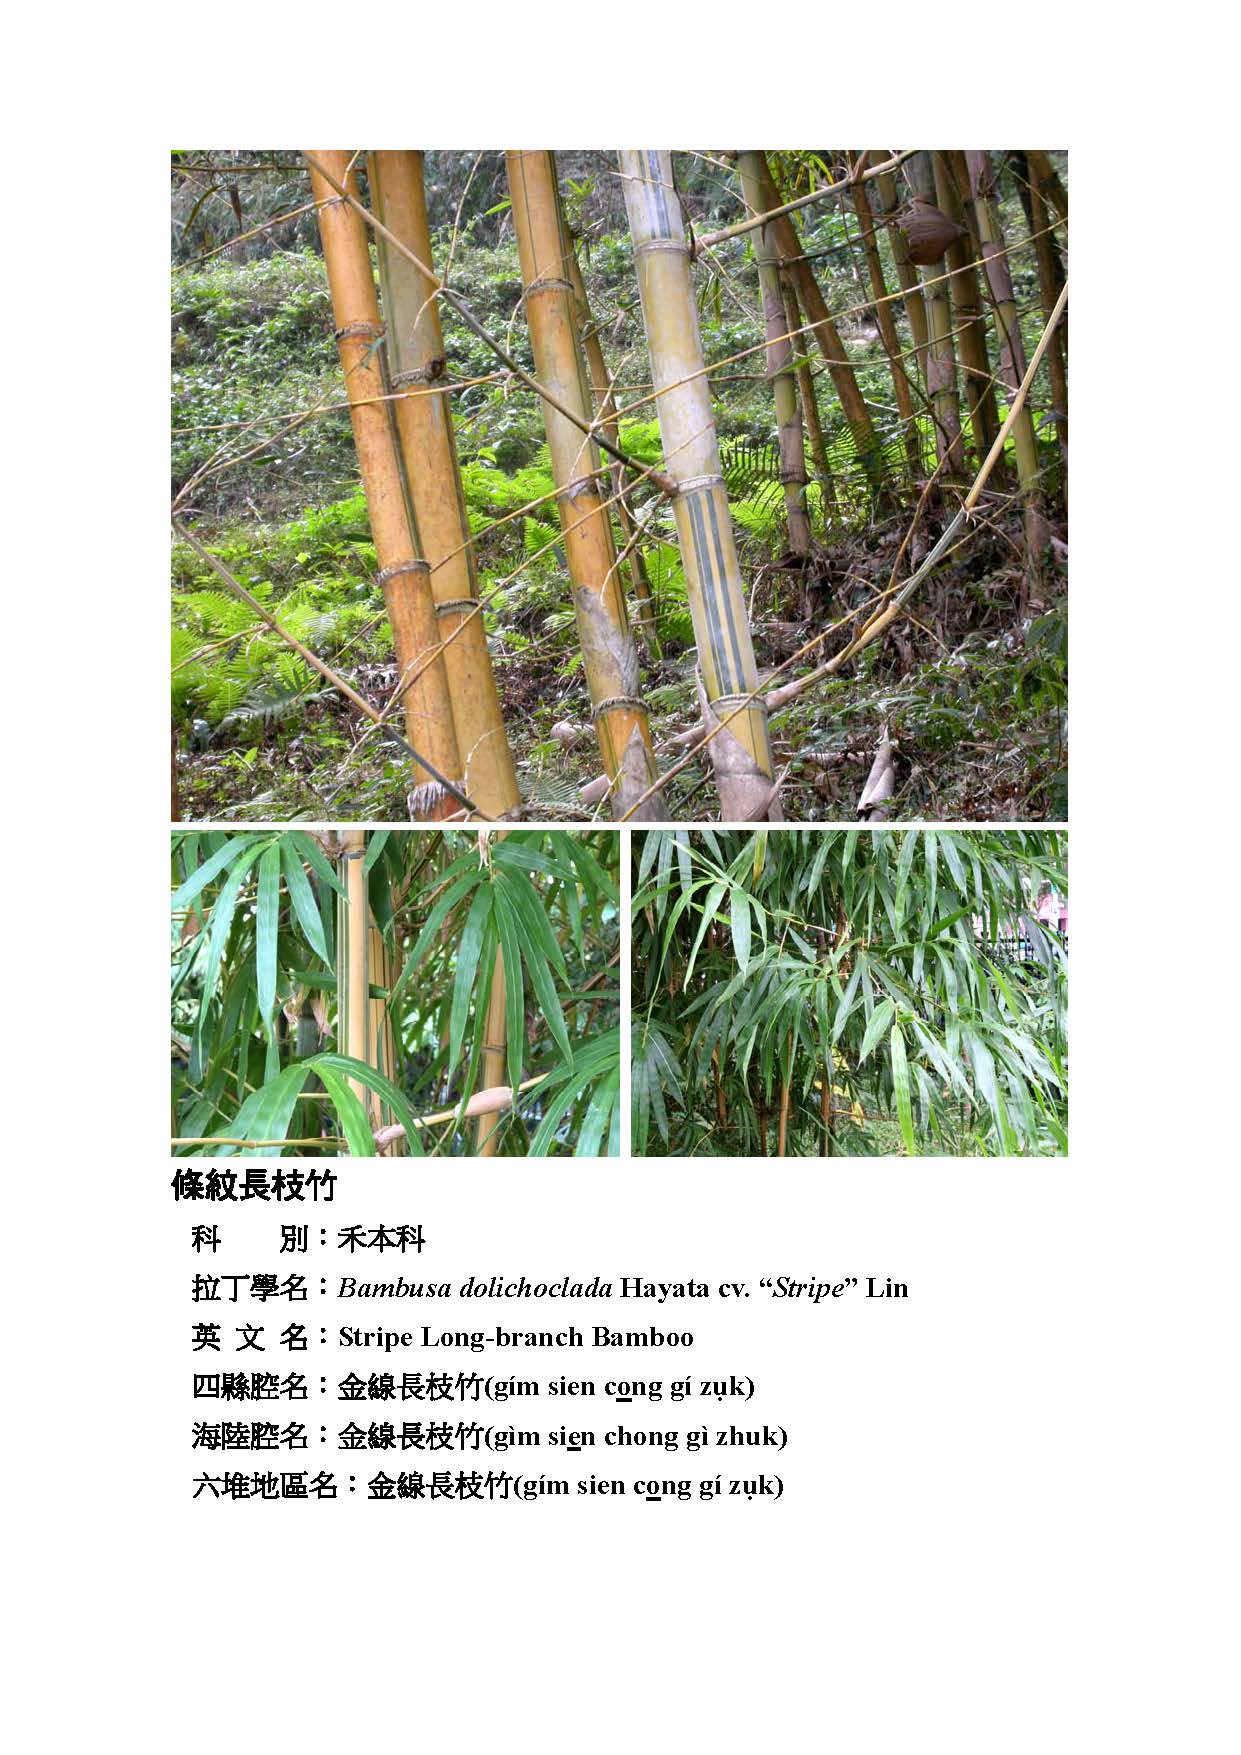 條紋長枝竹
科　　別：禾本科
拉丁學名：Bambusa dolichoclada Hayata cv. “Stripe” Lin
英 文 名：Stripe Long-branch Bamboo
四縣腔名：金線長枝竹(gím sien co̲ng gí zṳk)
海陸腔名：金線長枝竹(gìm sie̲n chong gì zhuk)
六堆地區名：金線長枝竹(gím sien co̲ng gí zṳk)